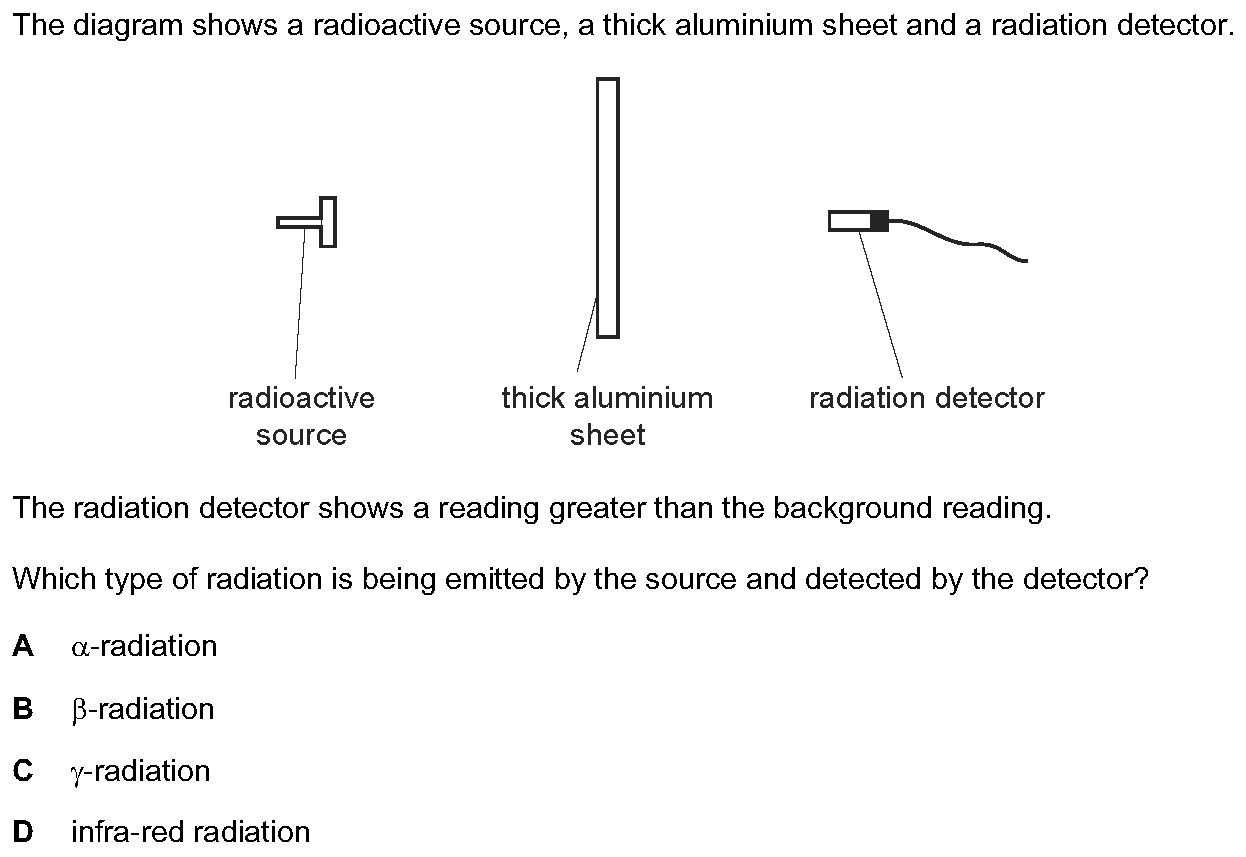 The diagram shows a radioactive source, a thick aluminium sheet and a radiation detector.
radioactive
source
thick aluminium
sheet
radiation detector
The radiation detector shows a reading greater than the background reading.
Which type of radiation is being emitted by the source and detected by the detector?
A α-radiation
B β-radiation
C γ-radiation
D infra-red radiation